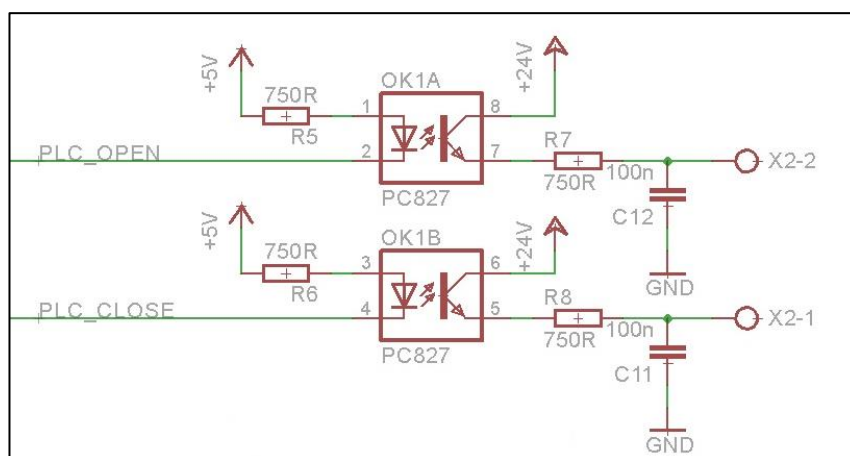 +5V
750R
R5
PLC_OPEN
1
2
OK1A
PC827
8
7
+24V
R7
750R
100n
C12
X2-2
GND
+5V
750R
R6
PLC_CLOSE
3
4
OK1B
PC827
6
5
+24V
R8
750R
100n
C11
X2-1
GND